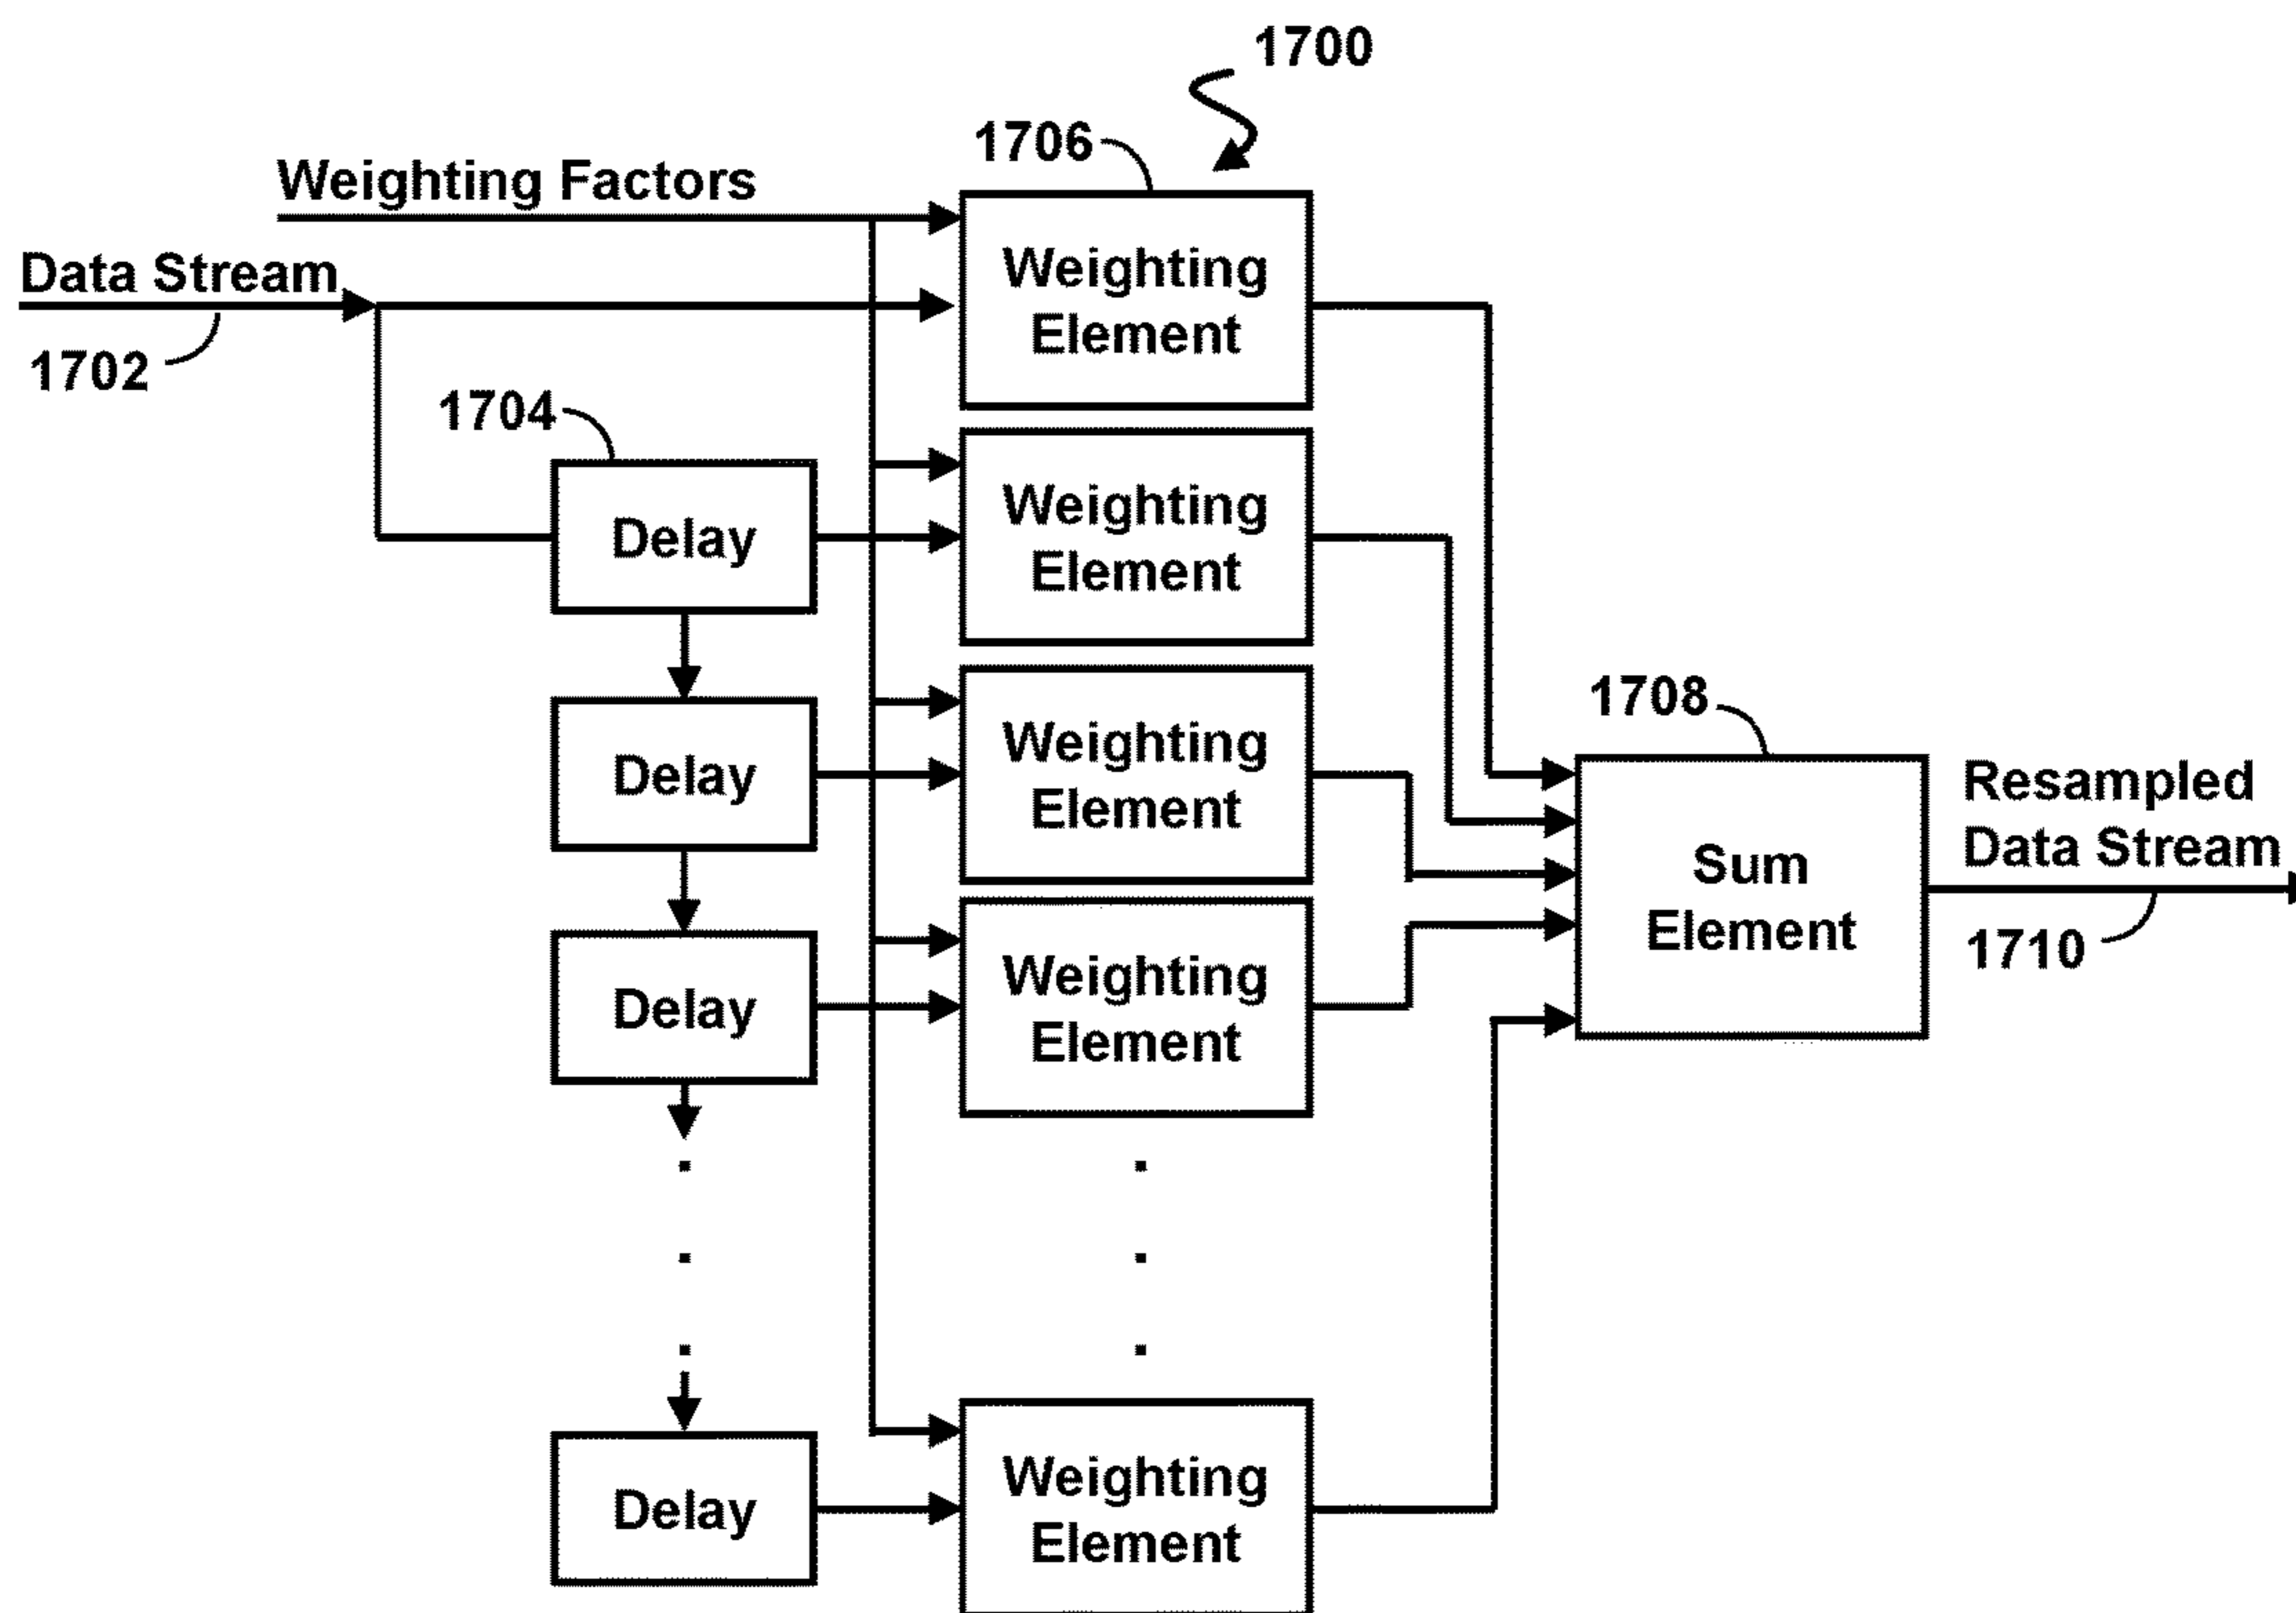 1700
1706
Weighting Factors
Data Stream
1702
Weighting
Element
1704
Delay
Weighting
Element
Delay
Weighting
Element
1708
Resampled
Data Stream
Sum
Element
1710
Delay
Weighting
Element
Delay
Weighting
Element